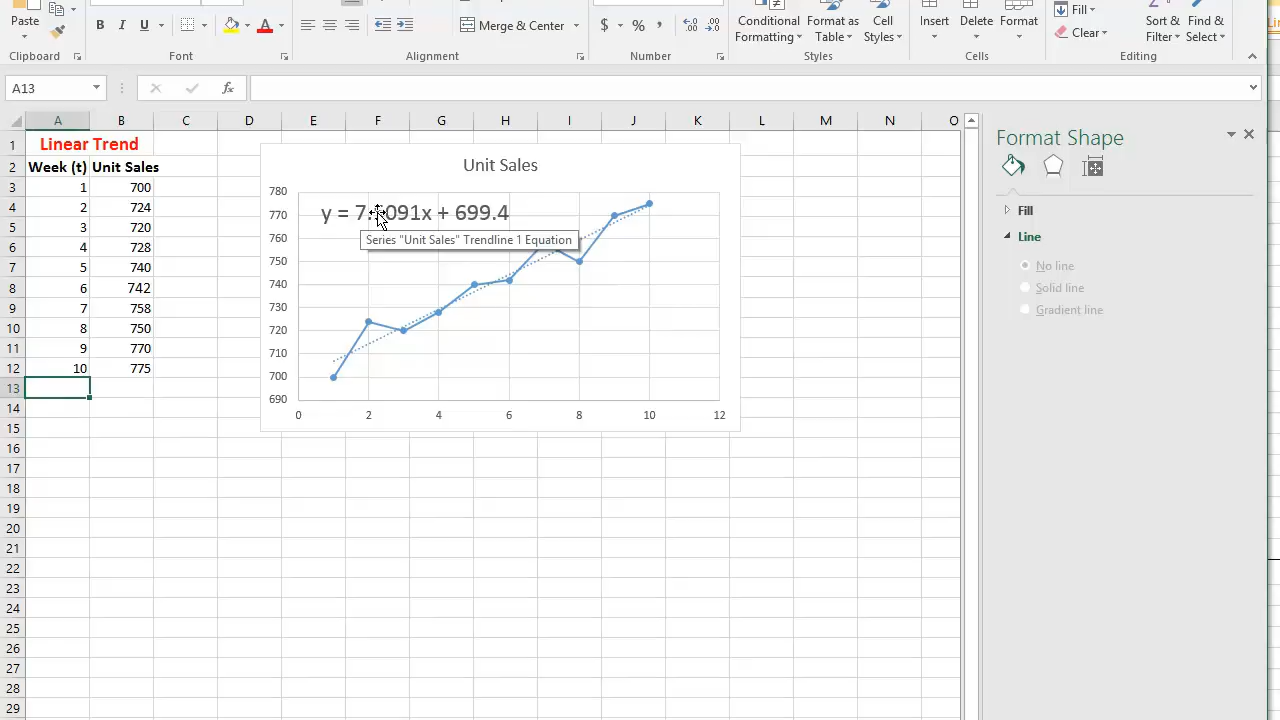 Paste
B I U
Merge & Center
$ % ,
Conditional Formatting
Format as Table
Cell Styles
Insert
Delete
Format
Fill
Clear
Sort & Filter
Find & Select
Clipboard
Font
Alignment
Number
Styles
Cells
Editing
A13
fx
A B C D E F G H I J K L M N O
1 Linear Trend
2 Week (t) Unit Sales
3 1 700
4 2 724
5 3 720
6 4 728
7 5 740
8 6 742
9 7 758
10 8 750
11 9 770
12 10 775
13
14
15
16
17
18
19
20
21
22
23
24
25
26
27
28
29
Unit Sales
780
770
760
750
740
730
720
710
700
690
0 2 4 6 8 10 12
+ 699.4
Series "Unit Sales" Trendline 1 Equation
Format Shape
Fill
Line
No line
Solid line
Gradient line